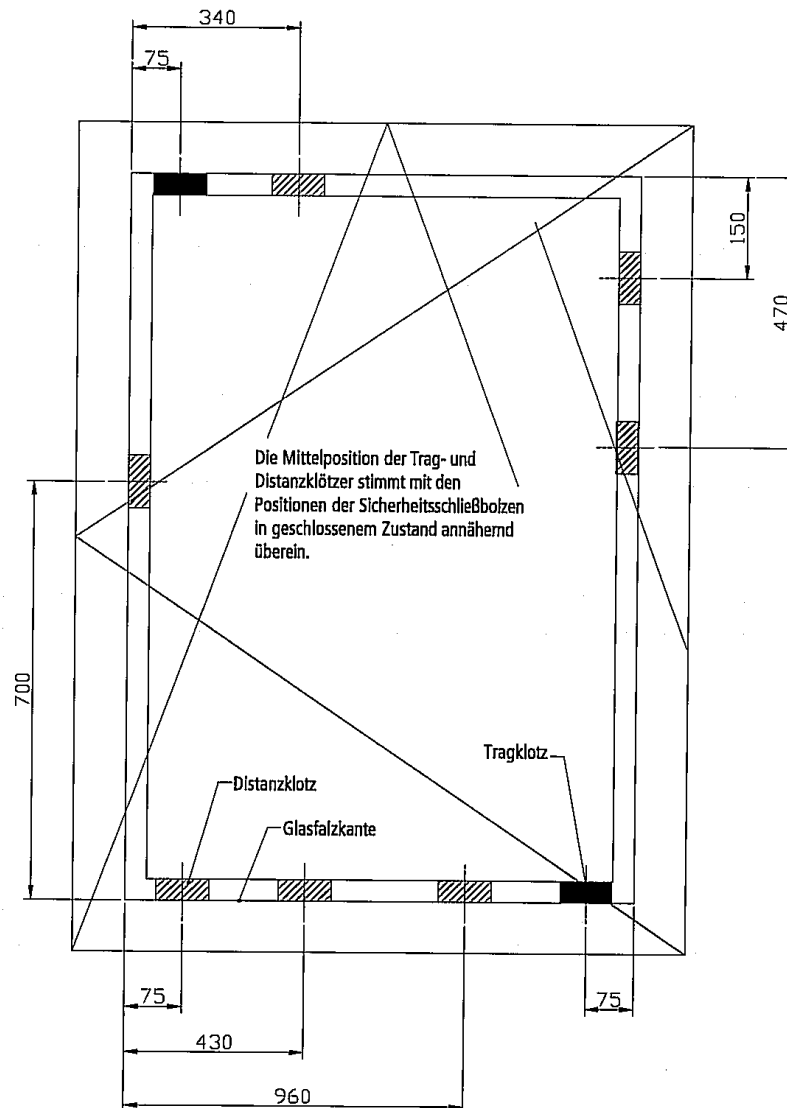 340
75
150
470
Die Mittelposition der Trag- und
Distanzklötzer stimmt mit den
Positionen der Sicherheitsschließbolzen
in geschlossenem Zustand annähernd
überein.
700
Tragklotz
Distanzklotz
Glasfalzkante
75
75
430
960